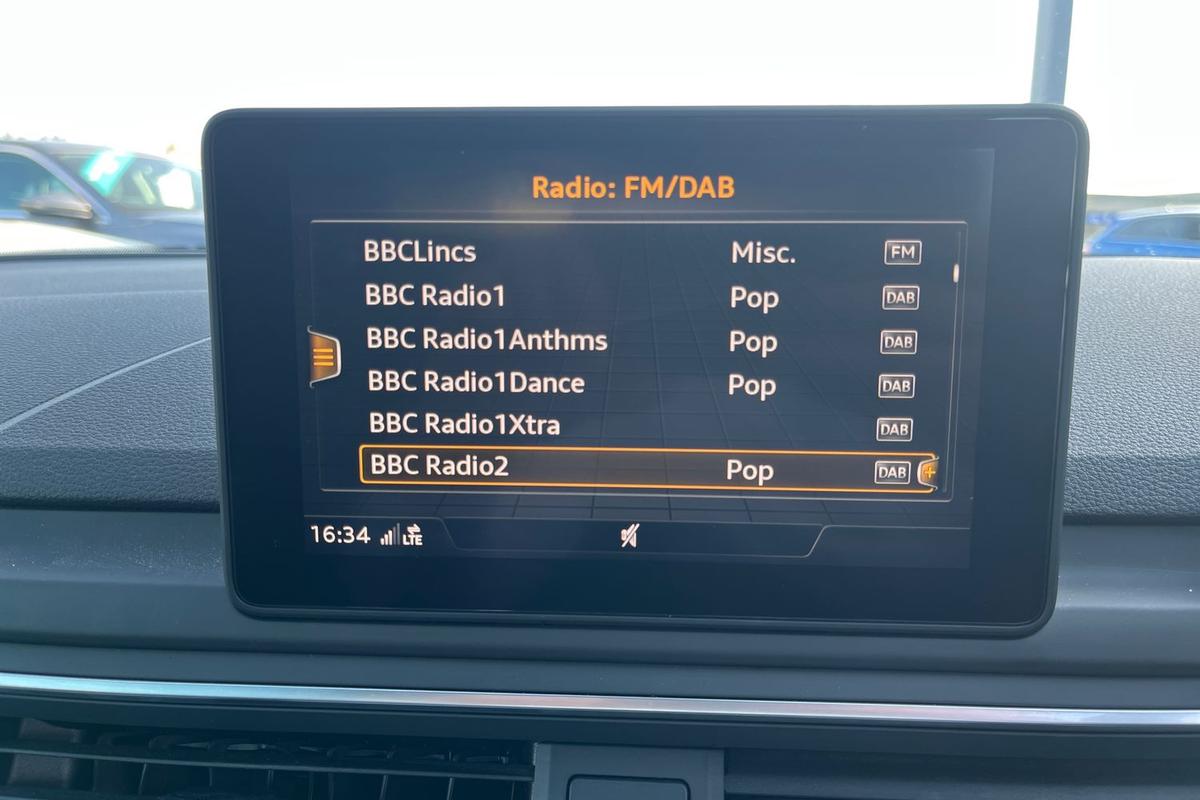 Radio: FM/DAB
BBCLincs Misc. FM
BBC Radio1 Pop DAB
BBC Radio1Anthms Pop DAB
BBC Radio1Dance Pop DAB
BBC Radio1Xtra DAB
BBC Radio2 Pop DAB
16:34 LTE